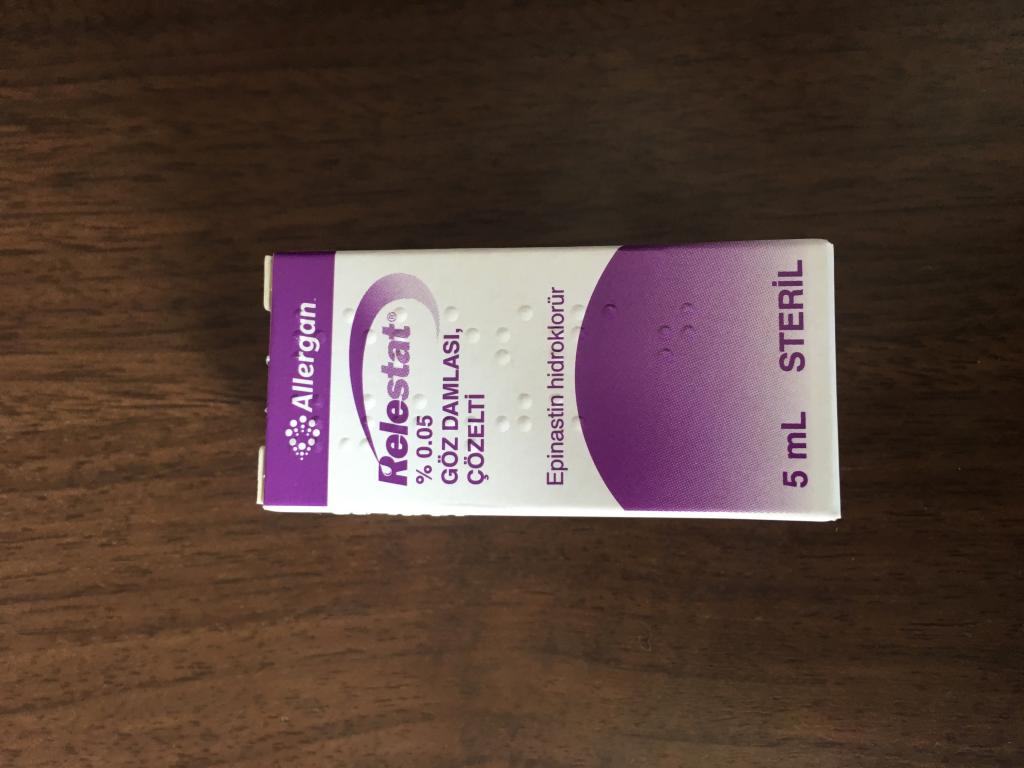 Allergan
Relestat®
% 0.05
GÖZ DAMLASI,
ÇÖZELTİ
Epinastin hidroklorür
5 mL STERİL